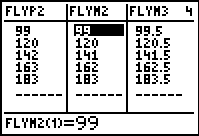 FLYP2 FLYM2 FLYM3 4
99 99 99.5
120 120 120.5
142 141 141.5
163 162 162.5
183 183 183.5
------ ------ ------
FLYM2(1)=99